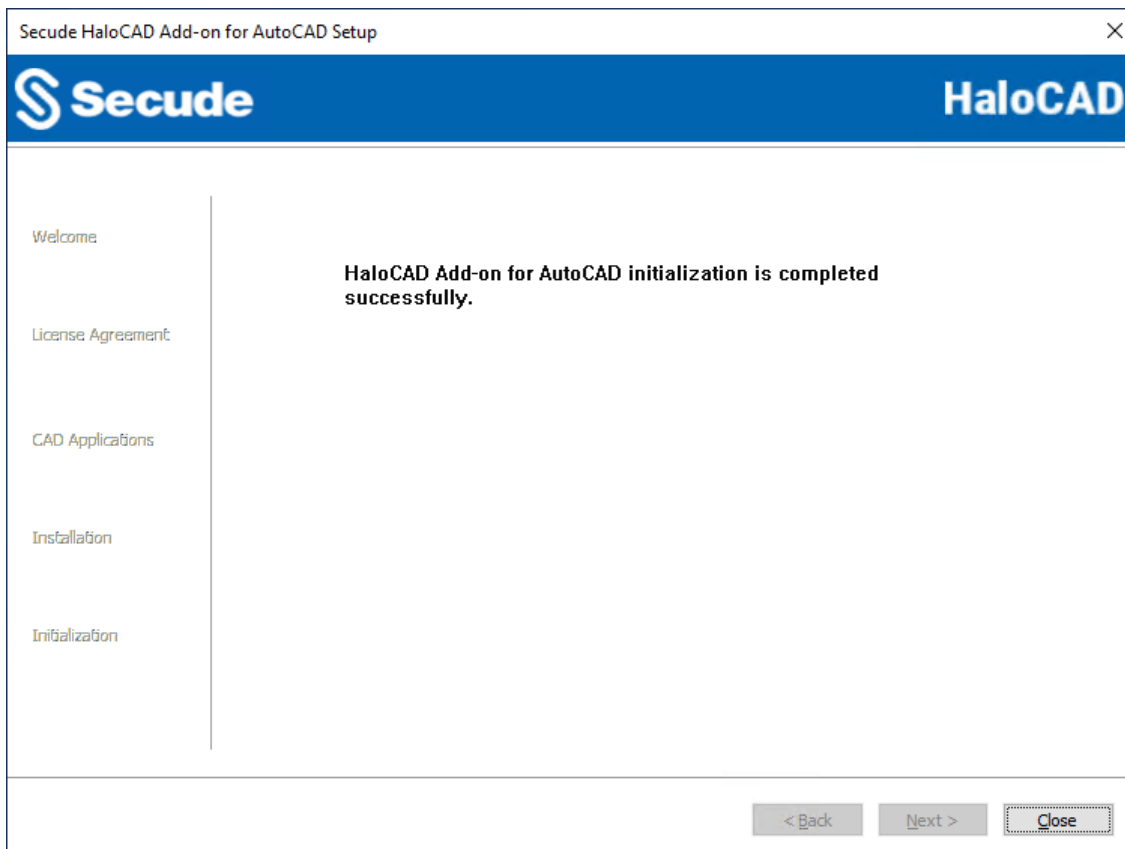 Secude HaloCAD Add-on for AutoCAD Setup
Secude
HaloCAD
Welcome
License Agreement
CAD Applications
Installation
Initialization
HaloCAD Add-on for AutoCAD initialization is completed
successfully.
< Back
Next >
Close